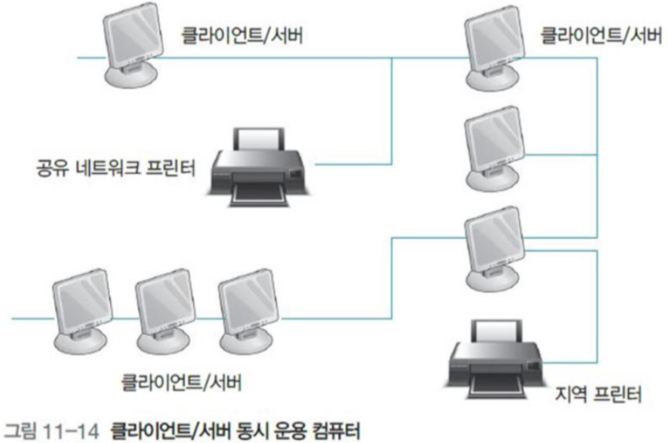 클라이언트/서버
클라이언트/서버
공유 네트워크 프린터
클라이언트/서버
지역 프린터
그림 11-14 클라이언트/서버 동시 운용 컴퓨터